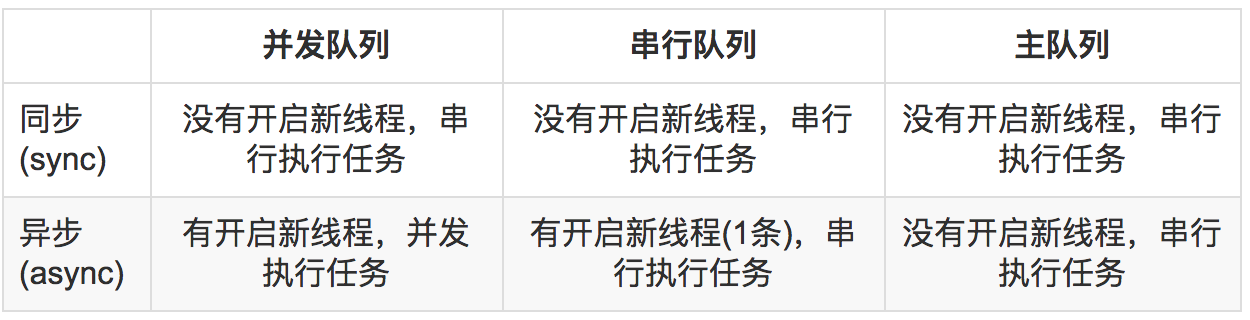 并发队列
串行队列
主队列
同步
(sync)
没有开启新线程，串
行执行任务
没有开启新线程，串行
执行任务
没有开启新线程，串行
执行任务
异步
(async)
有开启新线程，并发
执行任务
有开启新线程(1条)，串
行执行任务
没有开启新线程，串行
执行任务